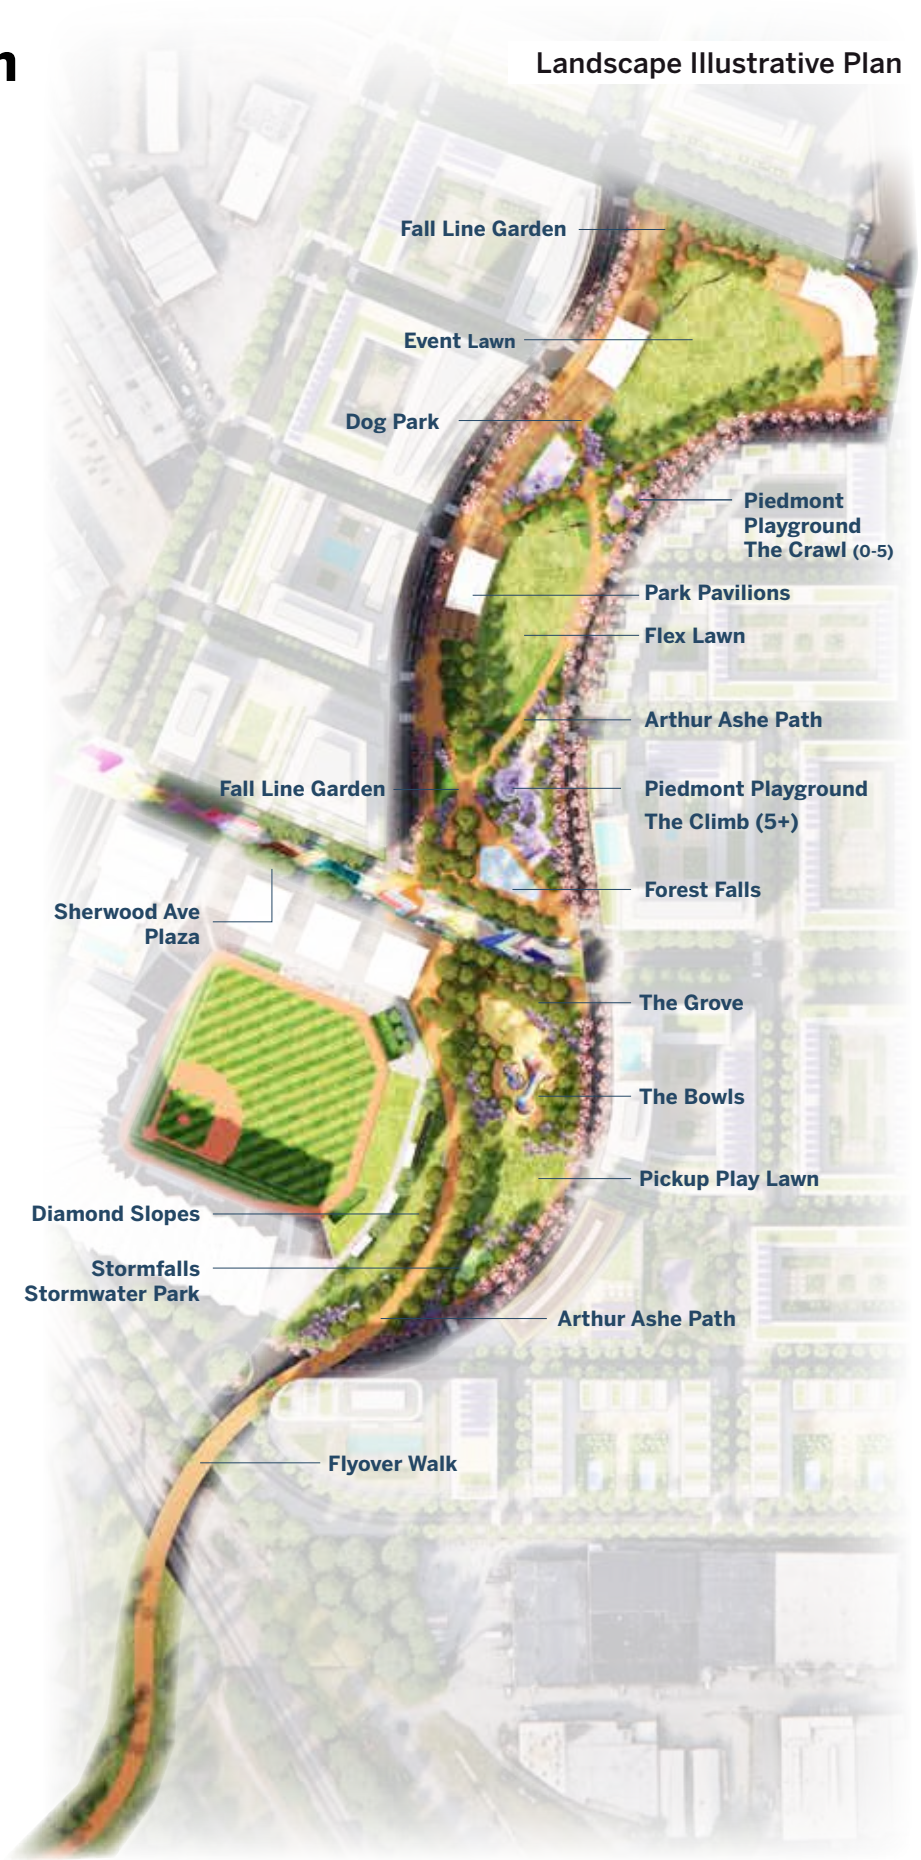 n
Landscape Illustrative Plan
Fall Line Garden
Event Lawn
Dog Park
Piedmont
Playground
The Crawl (0-5)
Park Pavilions
Flex Lawn
Arthur Ashe Path
Fall Line Garden
Piedmont Playground
The Climb (5+)
Forest Falls
Sherwood Ave
Plaza
The Grove
The Bowls
Pickup Play Lawn
Diamond Slopes
Stormfalls
Stormwater Park
Arthur Ashe Path
Flyover Walk